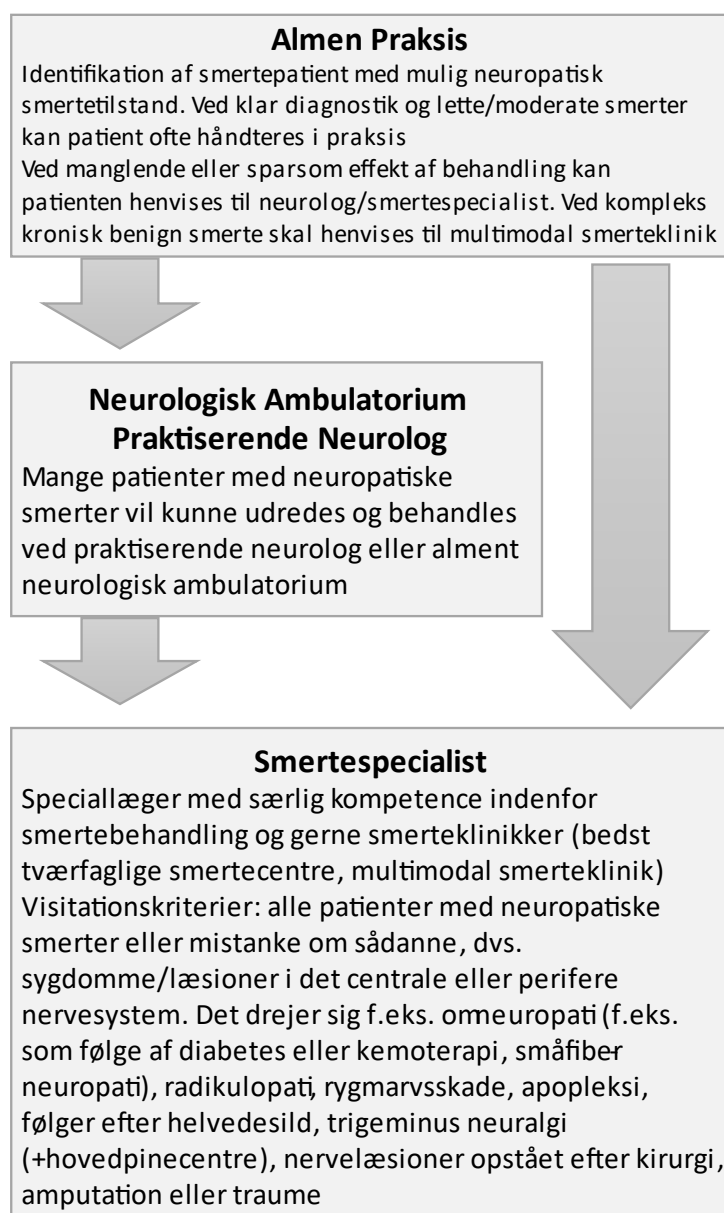 Almen Praksis
Identifikation af smertepatient med mulig neuropatisk
smertetilstand. Ved klar diagnostik og lette/moderate smerter
kan patient ofte håndteres i praksis
Ved manglende eller sparsom effekt af behandling kan
patienten henvises til neurolog/smertespecialist. Ved kompleks
kronisk benign smerte skal henvises til multimodal smerteklinik
Neurologisk Ambulatorium
Praktiserende Neurolog
Mange patienter med neuropatiske
smerter vil kunne udredes og behandles
ved praktiserende neurolog eller alment
neurologisk ambulatorium
Smertespecialist
Speciallæger med særlig kompetence indenfor
smertebehandling og gerne smerteklinikker (bedst
tværfaglige smertecentre, multimodal smerteklinik)
Visitationskriterier: alle patienter med neuropatiske
smerter eller mistanke om sådanne, dvs.
sygdomme/læsioner i det centrale eller perifere
nervesystem. Det drejer sig f.eks. om neuropati (f.eks.
som følge af diabetes eller kemoterapi, småfiber-
neuropati), radikulopati, rygmarvsskade, apopleksi,
følger efter helvedesild, trigeminus neuralgi
(+hovedpinecentre), nervelæsioner opstået efter kirurgi,
amputation eller traume